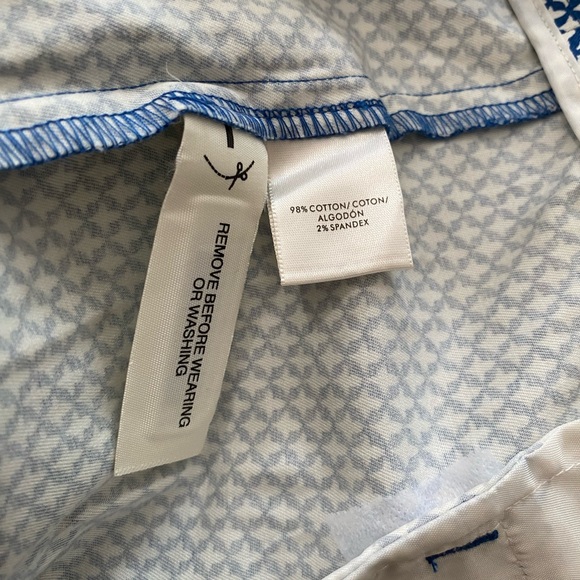 REMOVE BEFORE WEARING
OR WASHING
98% COTTON/ COTON/
ALGODÓN
2% SPANDEX